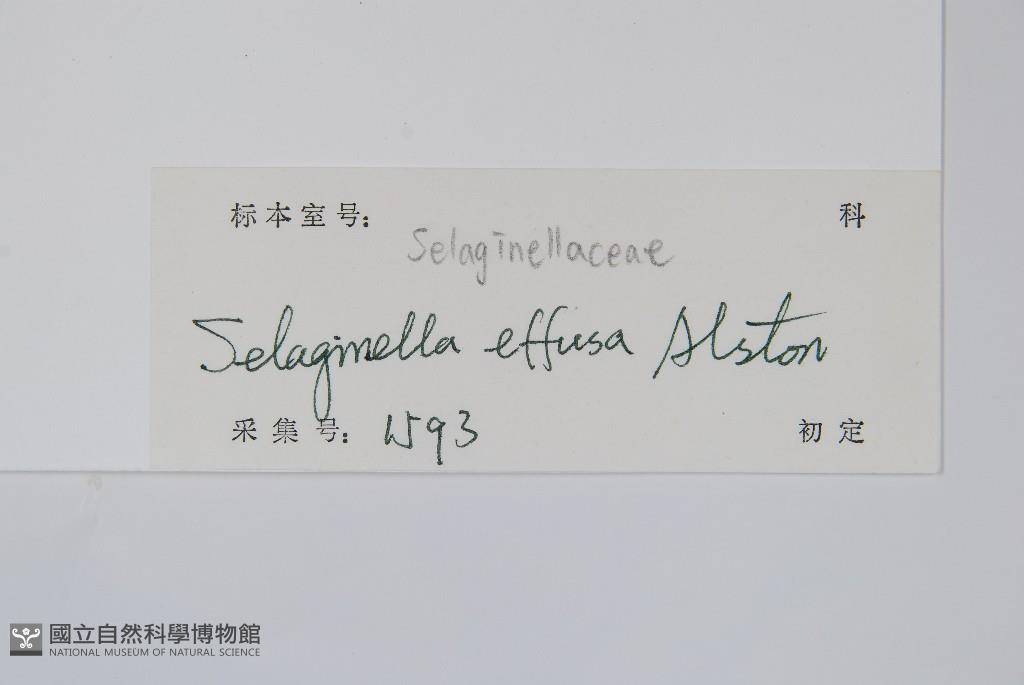 标本室号： 科
Selaginellaceae
Selaginella effusa Alston
采集号： 1593 初定
國立自然科學博物館
NATIONAL MUSEUM OF NATURAL SCIENCE